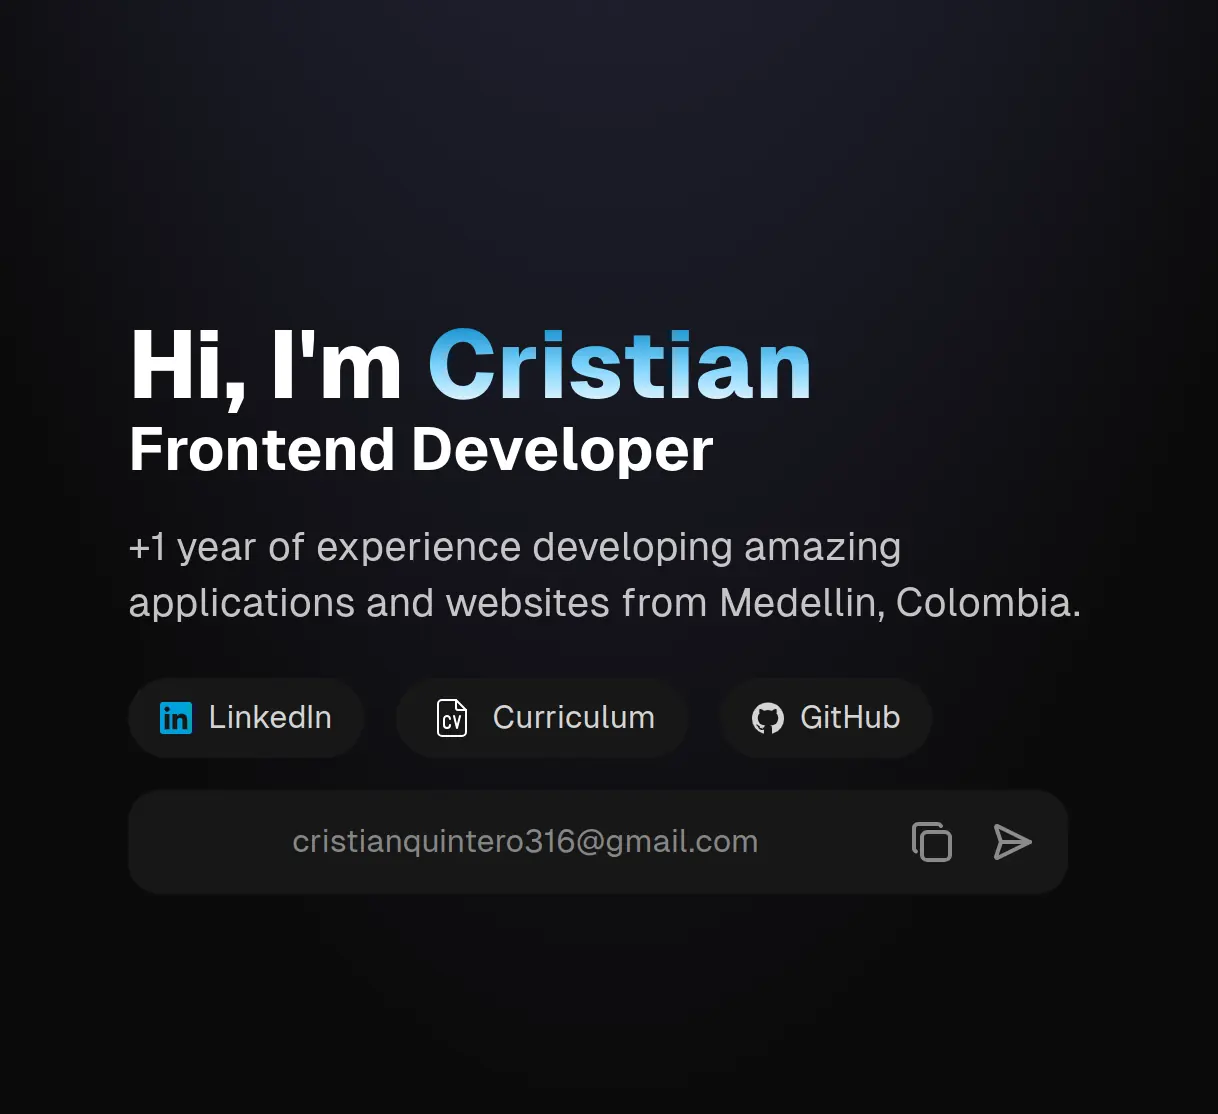 Hi, I'm Cristian
Frontend Developer
+1 year of experience developing amazing
applications and websites from Medellin, Colombia.
in LinkedIn CV Curriculum GitHub
cristianquintero316@gmail.com